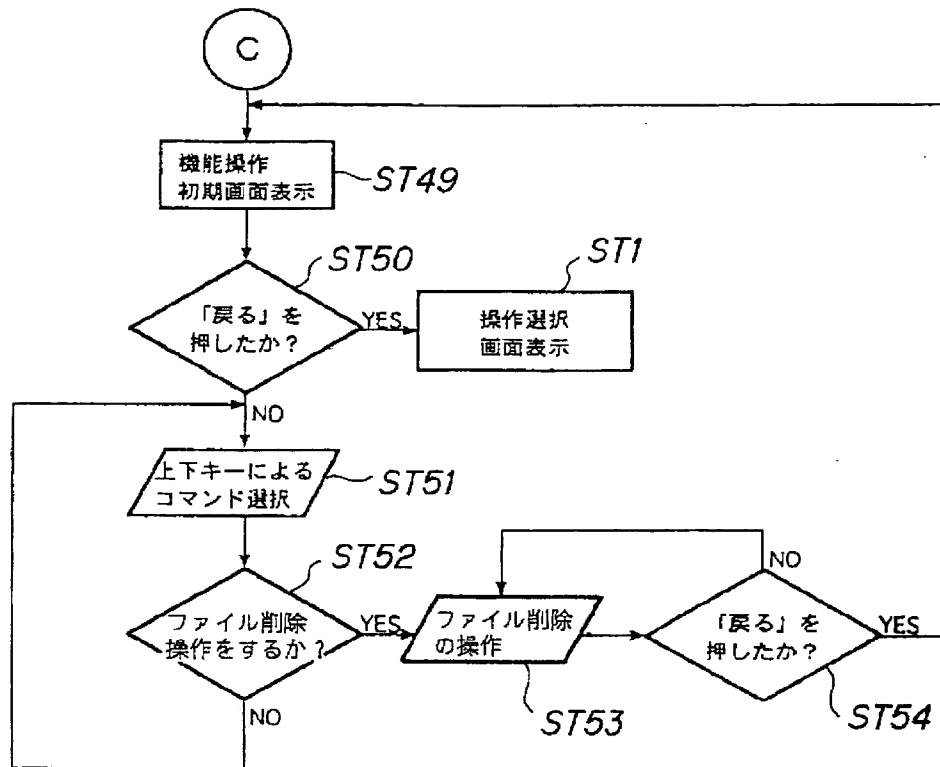 C
機能操作
初期画面表示
ST49
ST50
「戻る」を
押したか?
YES
ST1
操作選択
画面表示
NO
上下キーによる
コマンド選択
ST51
ST52
ファイル削除
操作をするか?
YES
ファイル削除
の操作
ST53
NO
「戻る」を
押したか?
YES
ST54
NO